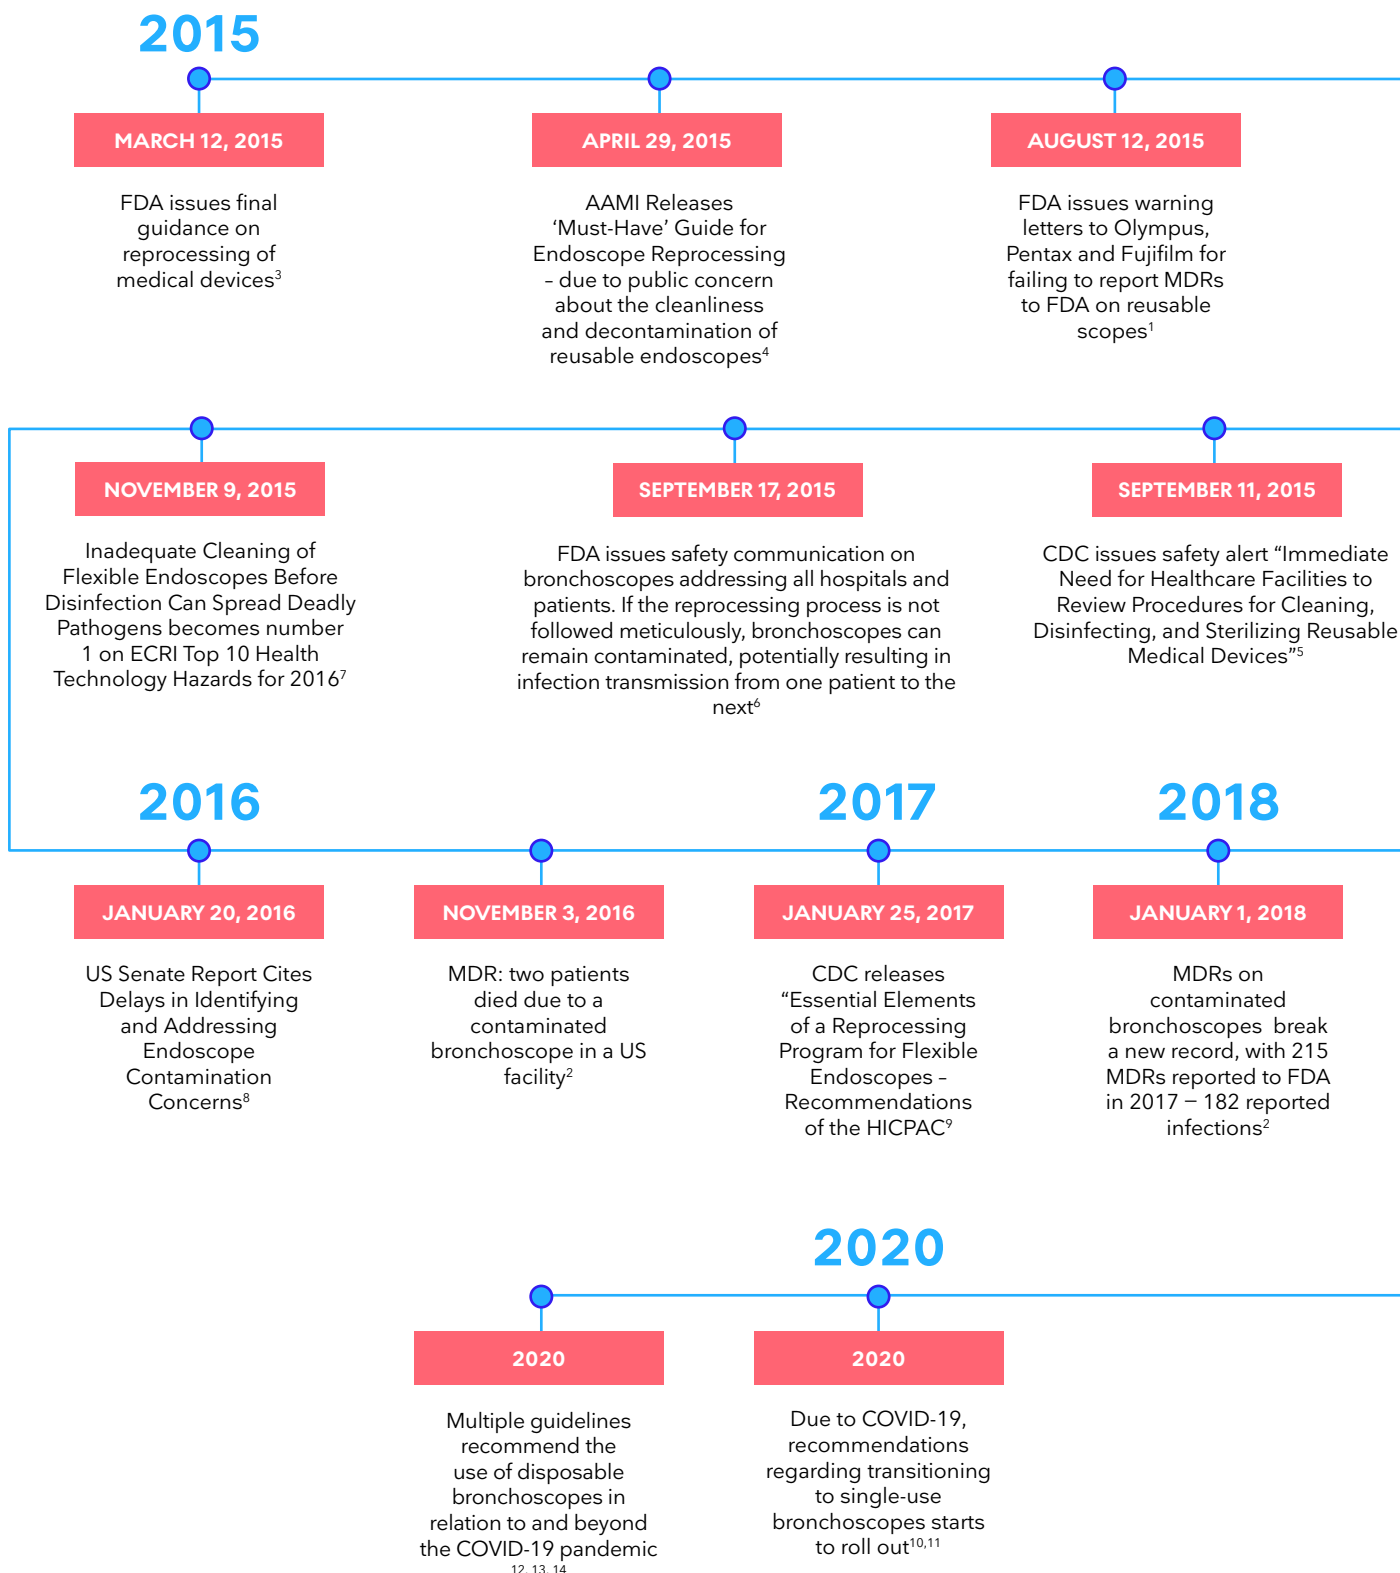 2015
MARCH 12, 2015
FDA issues final
guidance on
reprocessing of
medical devices³
APRIL 29, 2015
AAMI Releases
‘Must-Have’ Guide for
Endoscope Reprocessing
– due to public concern
about the cleanliness
and decontamination of
reusable endoscopes⁴
AUGUST 12, 2015
FDA issues warning
letters to Olympus,
Pentax and Fujifilm for
failing to report MDRs
to FDA on reusable
scopes¹
SEPTEMBER 11, 2015
CDC issues safety alert “Immediate
Need for Healthcare Facilities to
Review Procedures for Cleaning,
Disinfecting, and Sterilizing Reusable
Medical Devices”⁵
SEPTEMBER 17, 2015
FDA issues safety communication on
bronchoscopes addressing all hospitals and
patients. If the reprocessing process is not
followed meticulously, bronchoscopes can
remain contaminated, potentially resulting in
infection transmission from one patient to the
next⁶
NOVEMBER 9, 2015
Inadequate Cleaning of
Flexible Endoscopes Before
Disinfection Can Spread Deadly
Pathogens becomes number
1 on ECRI Top 10 Health
Technology Hazards for 2016⁷
2016
JANUARY 20, 2016
US Senate Report Cites
Delays in Identifying
and Addressing
Endoscope
Contamination
Concerns⁸
NOVEMBER 3, 2016
MDR: two patients
died due to a
contaminated
bronchoscope in a US
facility²
2017
JANUARY 25, 2017
CDC releases
“Essential Elements
of a Reprocessing
Program for Flexible
Endoscopes –
Recommendations
of the HICPAC⁹
2018
JANUARY 1, 2018
MDRs on
contaminated
bronchoscopes break
a new record, with 215
MDRs reported to FDA
in 2017 — 182 reported
infections²
2020
2020
Due to COVID-19,
recommendations
regarding transitioning
to single-use
bronchoscopes starts
to roll out¹⁰,¹¹
2020
Multiple guidelines
recommend the
use of disposable
bronchoscopes in
relation to and beyond
the COVID-19 pandemic
12, 13, 14